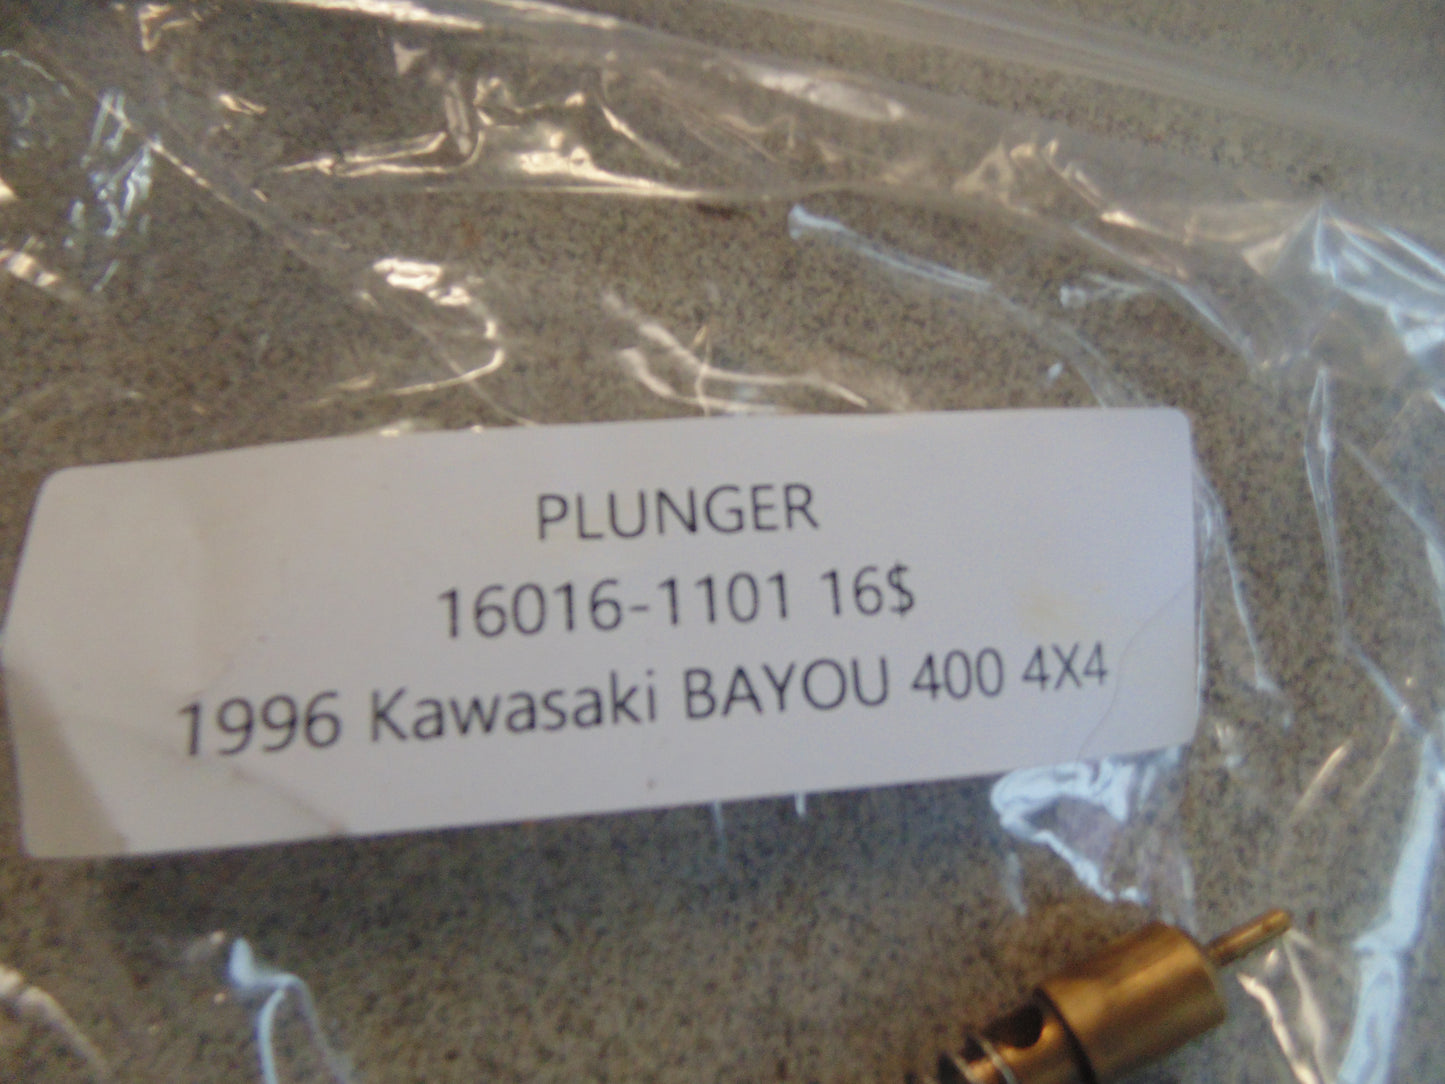 PLUNGER
16016-1101 16$
1996 Kawasaki BAYOU 400 4X4